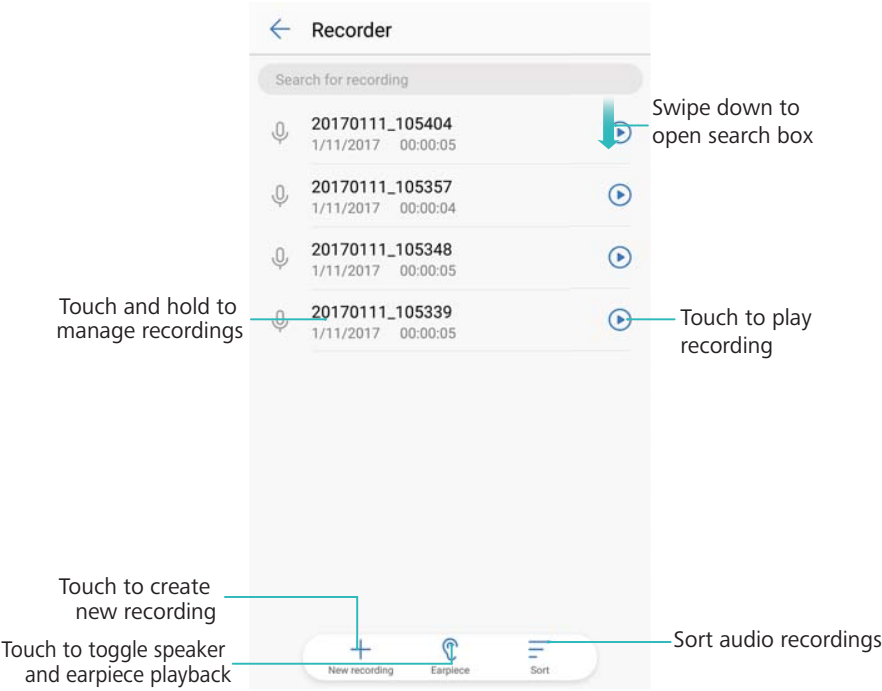 Recorder
Search for recording
Swipe down to
open search box
20170111_105404
1/11/2017 00:00:05
20170111_105357
1/11/2017 00:00:04
20170111_105348
1/11/2017 00:00:05
Touch and hold to
manage recordings
20170111_105339
1/11/2017 00:00:05
Touch to play
recording
Touch to create
new recording
Touch to toggle speaker
and earpiece playback
New recording
Earpiece
Sort
Sort audio recordings